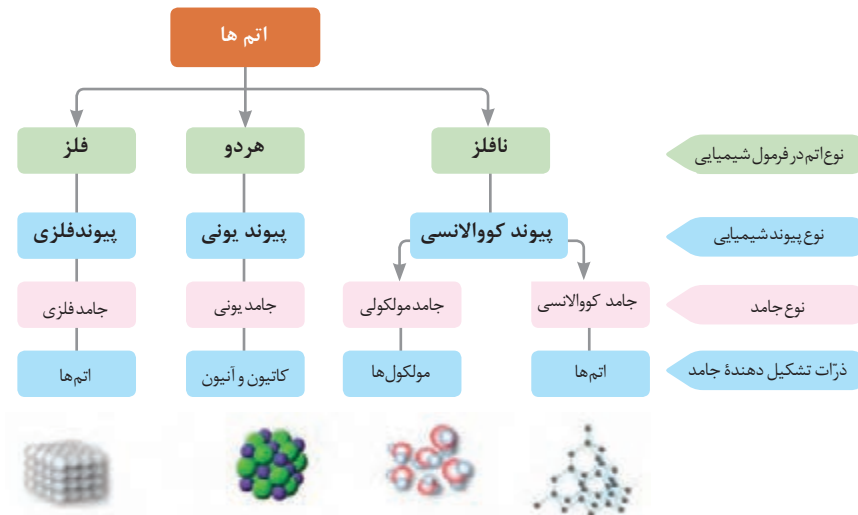 اتم ها
نوع اتم در فرمول شیمیایی
نافلز
هردو
فلز
نوع پیوند شیمیایی
پیوند کووالانسی
پیوند یونی
پیوند فلزی
نوع جامد
جامد کووالانسی
جامد مولکولی
جامد یونی
جامد فلزی
ذرّات تشکیل دهندهٔ جامد
اتم‌ها
مولکول‌ها
کاتیون و آنیون
اتم‌ها